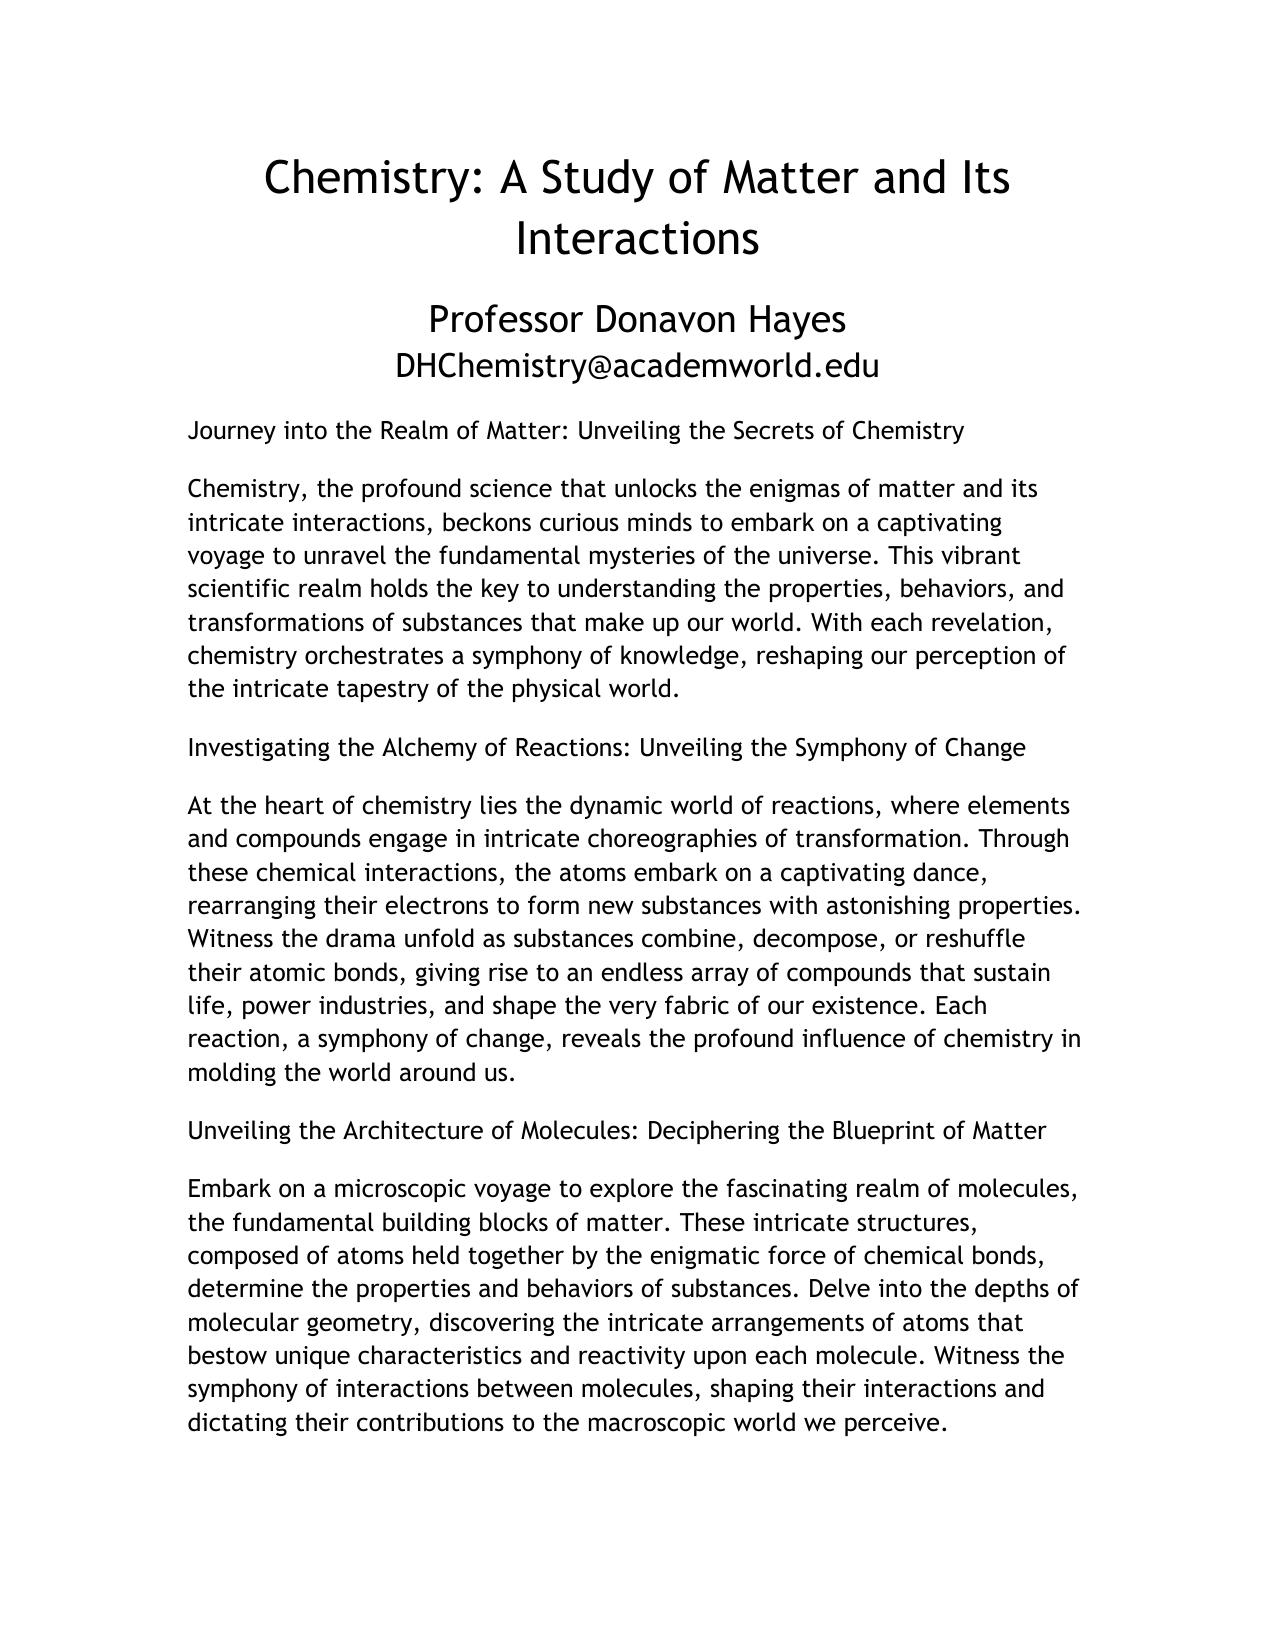 Chemistry: A Study of Matter and Its
Interactions
Professor Donavon Hayes
DHChemistry@academworld.edu
Journey into the Realm of Matter: Unveiling the Secrets of Chemistry
Chemistry, the profound science that unlocks the enigmas of matter and its
intricate interactions, beckons curious minds to embark on a captivating
voyage to unravel the fundamental mysteries of the universe. This vibrant
scientific realm holds the key to understanding the properties, behaviors, and
transformations of substances that make up our world. With each revelation,
chemistry orchestrates a symphony of knowledge, reshaping our perception of
the intricate tapestry of the physical world.
Investigating the Alchemy of Reactions: Unveiling the Symphony of Change
At the heart of chemistry lies the dynamic world of reactions, where elements
and compounds engage in intricate choreographies of transformation. Through
these chemical interactions, the atoms embark on a captivating dance,
rearranging their electrons to form new substances with astonishing properties.
Witness the drama unfold as substances combine, decompose, or reshuffle
their atomic bonds, giving rise to an endless array of compounds that sustain
life, power industries, and shape the very fabric of our existence. Each
reaction, a symphony of change, reveals the profound influence of chemistry in
molding the world around us.
Unveiling the Architecture of Molecules: Deciphering the Blueprint of Matter
Embark on a microscopic voyage to explore the fascinating realm of molecules,
the fundamental building blocks of matter. These intricate structures,
composed of atoms held together by the enigmatic force of chemical bonds,
determine the properties and behaviors of substances. Delve into the depths of
molecular geometry, discovering the intricate arrangements of atoms that
bestow unique characteristics and reactivity upon each molecule. Witness the
symphony of interactions between molecules, shaping their interactions and
dictating their contributions to the macroscopic world we perceive.